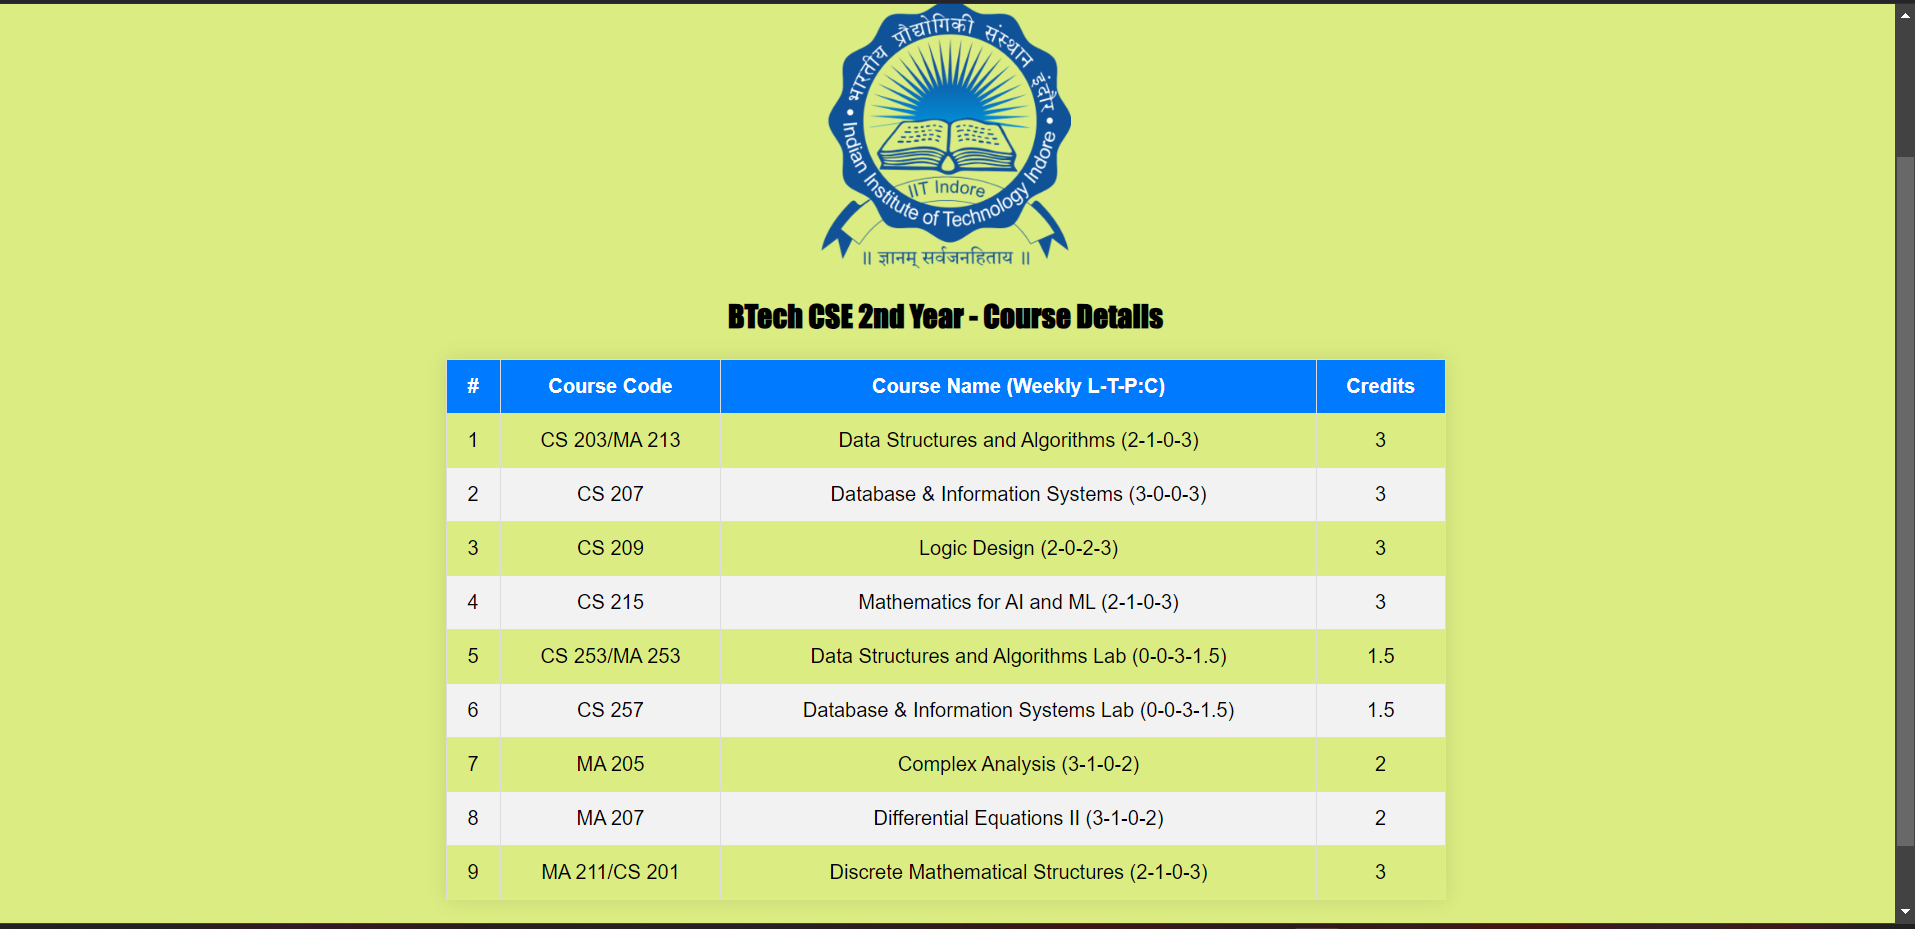 भारतीय प्रौद्योगिकी संस्थान इंदौर
Indian Institute of Technology Indore
IIT Indore
॥ ज्ञानम् सर्वजनहिताय ॥
BTech CSE 2nd Year - Course Details
# Course Code Course Name (Weekly L-T-P:C) Credits
1 CS 203/MA 213 Data Structures and Algorithms (2-1-0-3) 3
2 CS 207 Database & Information Systems (3-0-0-3) 3
3 CS 209 Logic Design (2-0-2-3) 3
4 CS 215 Mathematics for AI and ML (2-1-0-3) 3
5 CS 253/MA 253 Data Structures and Algorithms Lab (0-0-3-1.5) 1.5
6 CS 257 Database & Information Systems Lab (0-0-3-1.5) 1.5
7 MA 205 Complex Analysis (3-1-0-2) 2
8 MA 207 Differential Equations II (3-1-0-2) 2
9 MA 211/CS 201 Discrete Mathematical Structures (2-1-0-3) 3